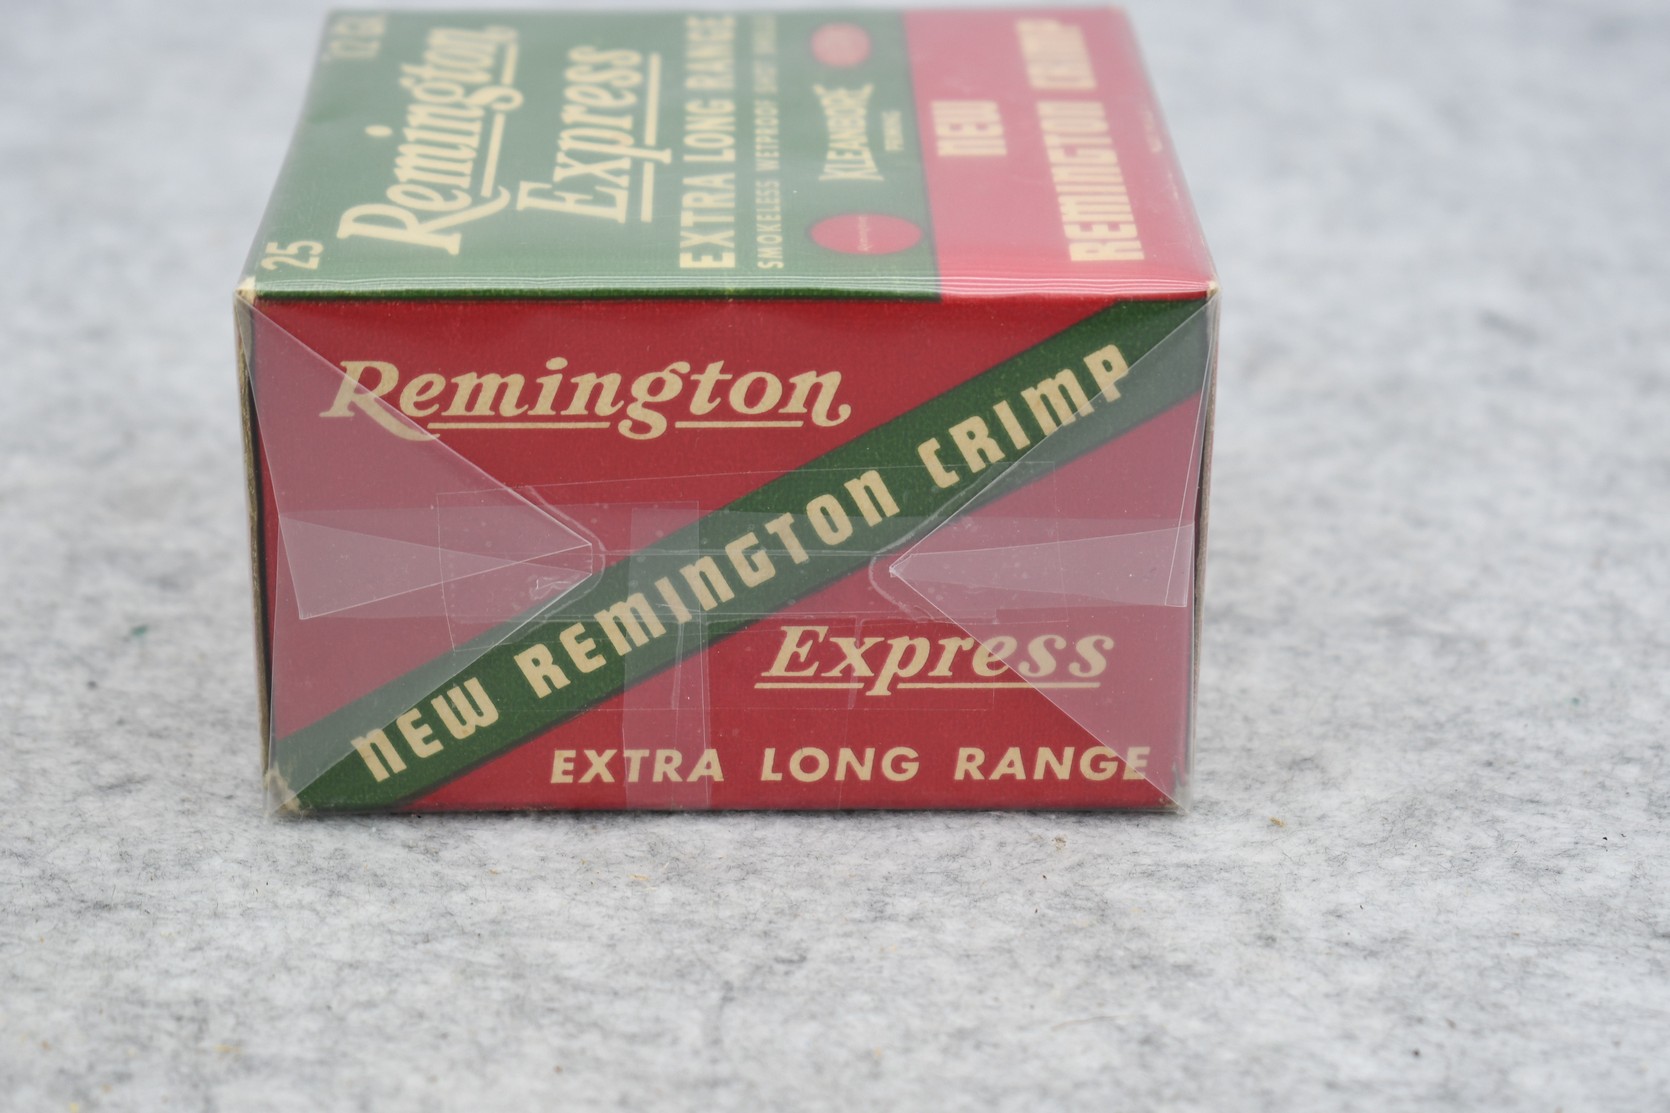 25 12 GA.
Remington
Express
EXTRA LONG RANGE
SMOKELESS WETPROOF SHOT SHELLS
KLEANBORE
PRIMING
NEW
REMINGTON CRIMP
Remington
NEW REMINGTON CRIMP
Express
EXTRA LONG RANGE